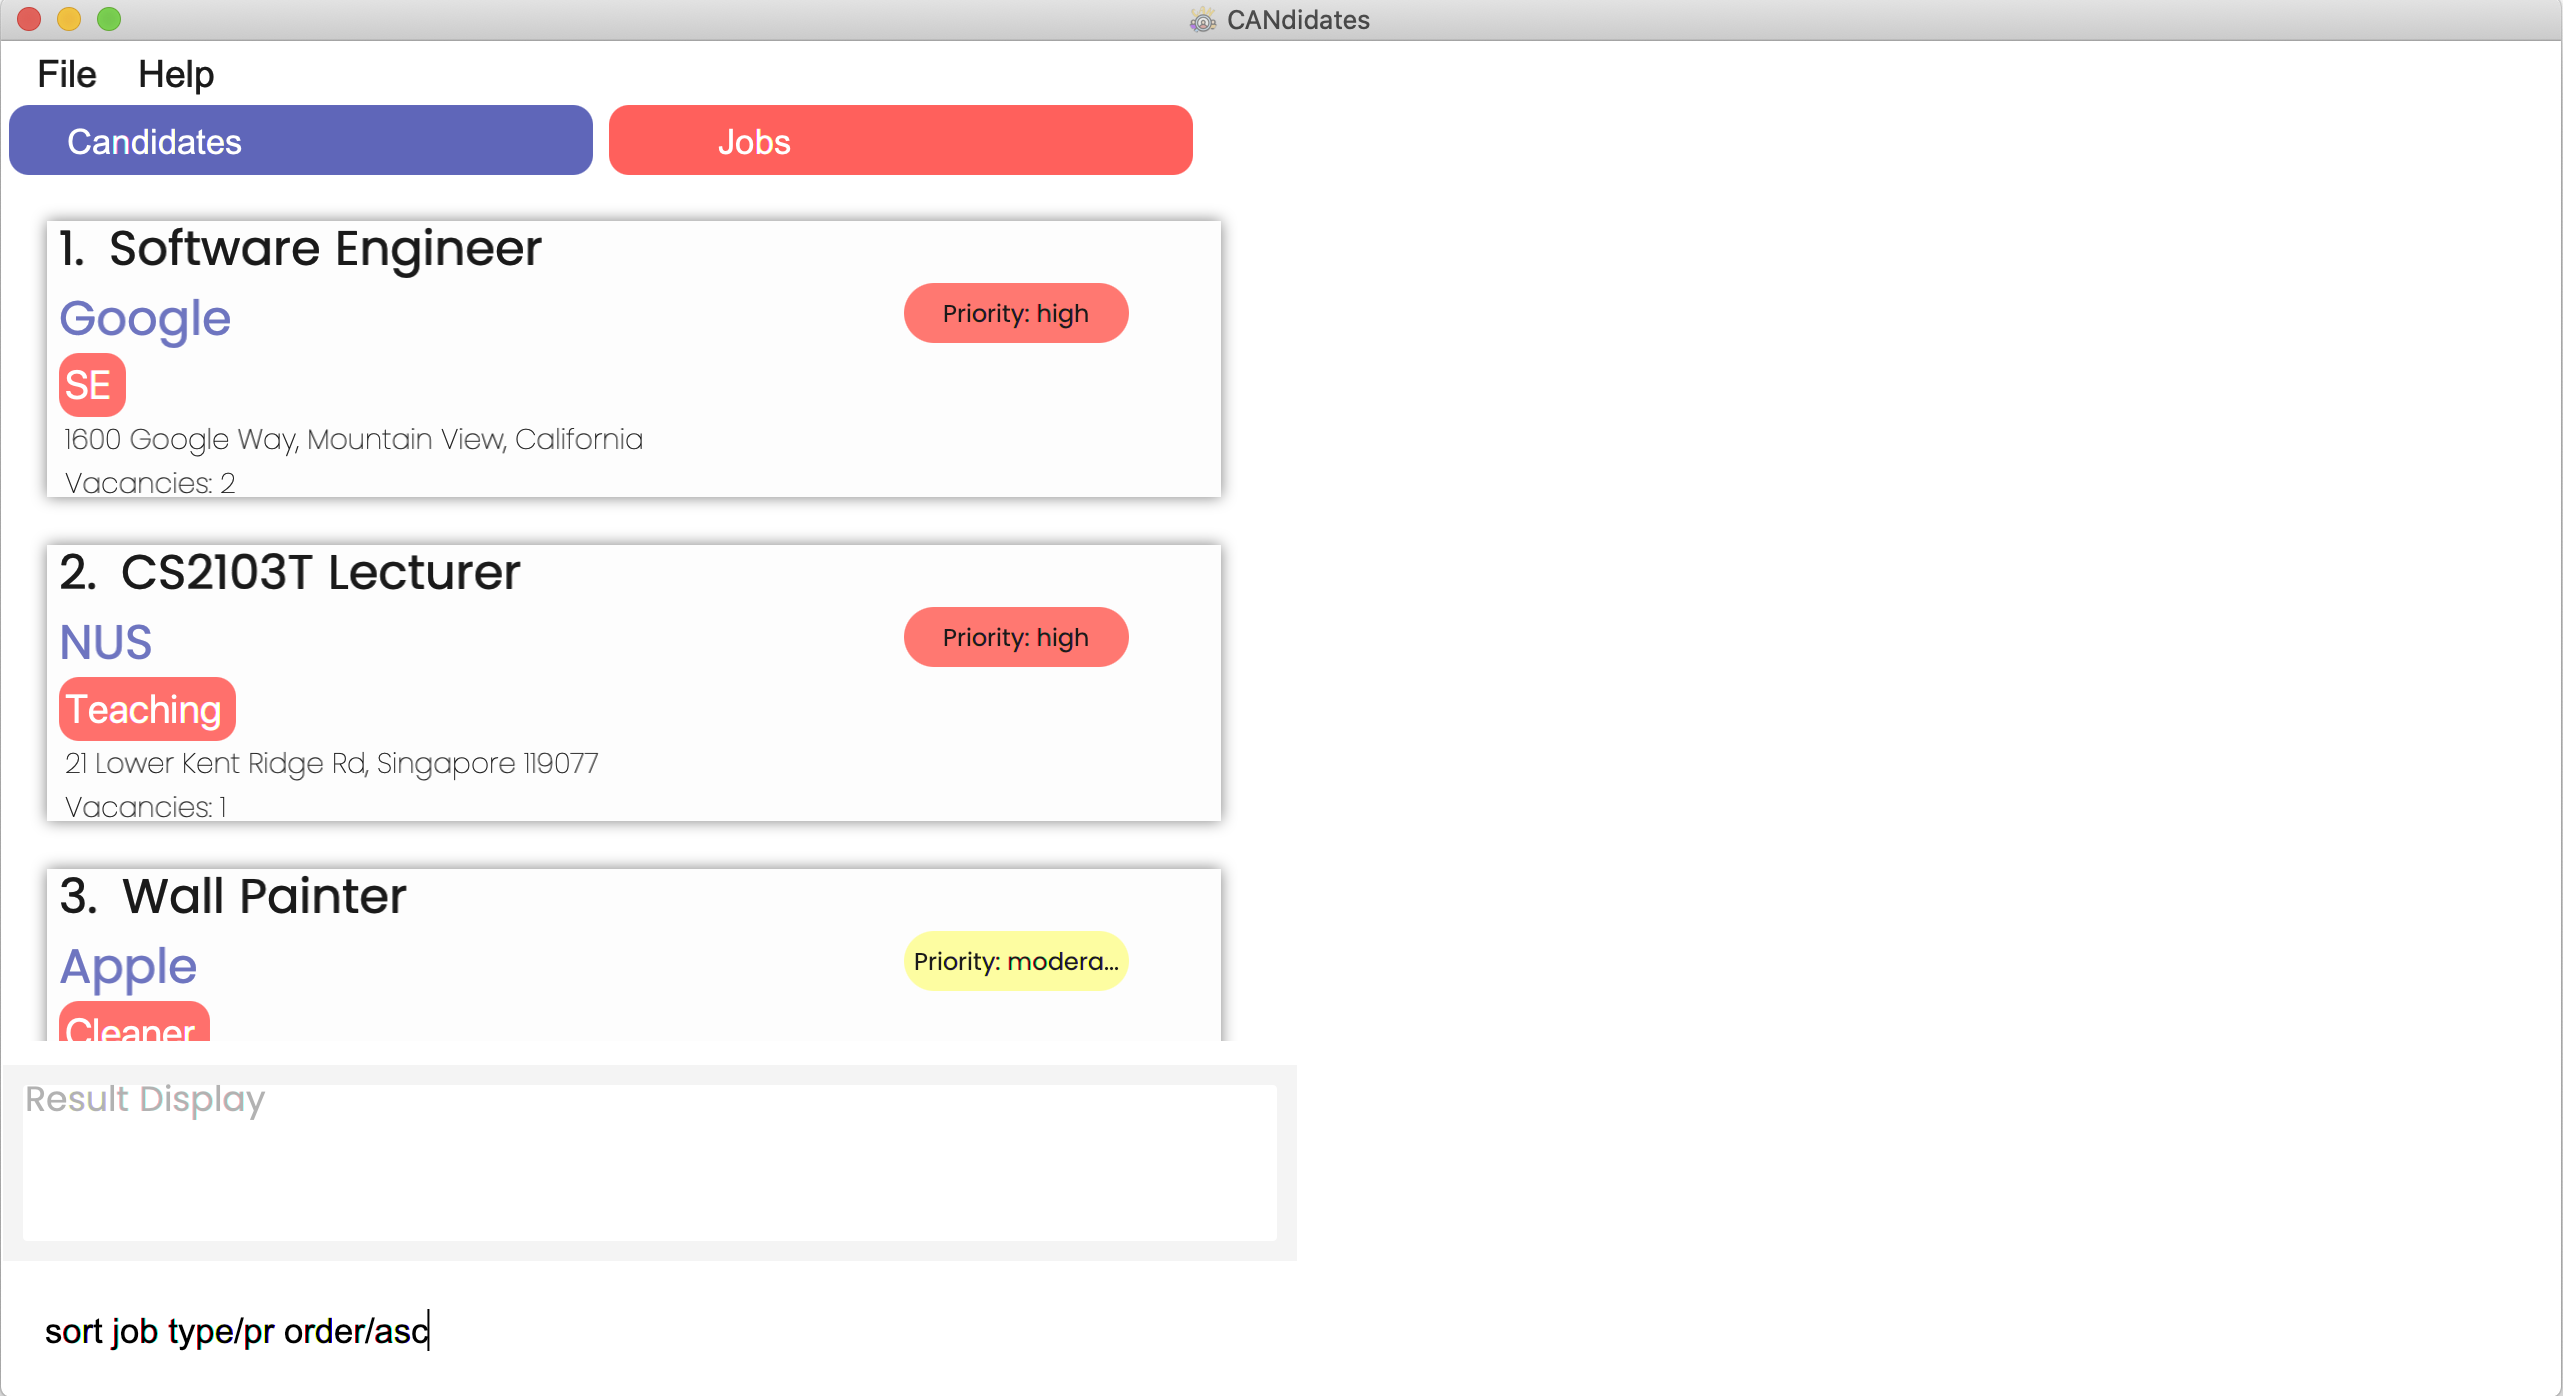 CANdidates
File Help
Candidates Jobs
1. Software Engineer
Google
Priority: high
SE
1600 Google Way, Mountain View, California
Vacancies: 2
2. CS2103T Lecturer
NUS
Priority: high
Teaching
21 Lower Kent Ridge Rd, Singapore 119077
Vacancies: 1
3. Wall Painter
Apple
Priority: modera...
Cleaner
Result Display
sort job type/pr order/asc